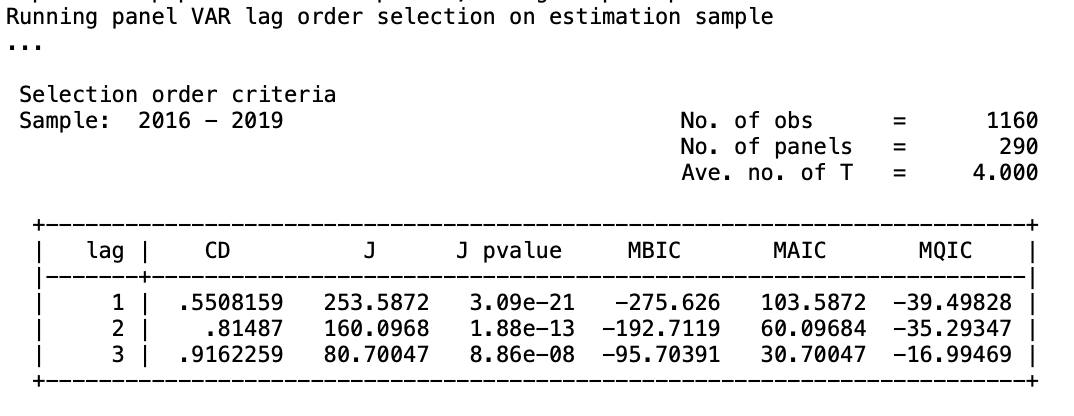 Running panel VAR lag order selection on estimation sample
...
Selection order criteria
Sample:  2016 - 2019                             No. of obs      =      1160
                                                 No. of panels   =       290
                                                 Ave. no. of T   =     4.000
+---------------------------------------------------------------------------+
|   lag |    CD          J      J pvalue     MBIC       MAIC       MQIC     |
|-------+-------------------------------------------------------------------|
|     1 |  .5508159   253.5872   3.09e-21   -275.626   103.5872  -39.49828 |
|     2 |    .81487   160.0968   1.88e-13  -192.7119   60.09684  -35.29347 |
|     3 |  .9162259   80.70047   8.86e-08  -95.70391   30.70047  -16.99469 |
+---------------------------------------------------------------------------+